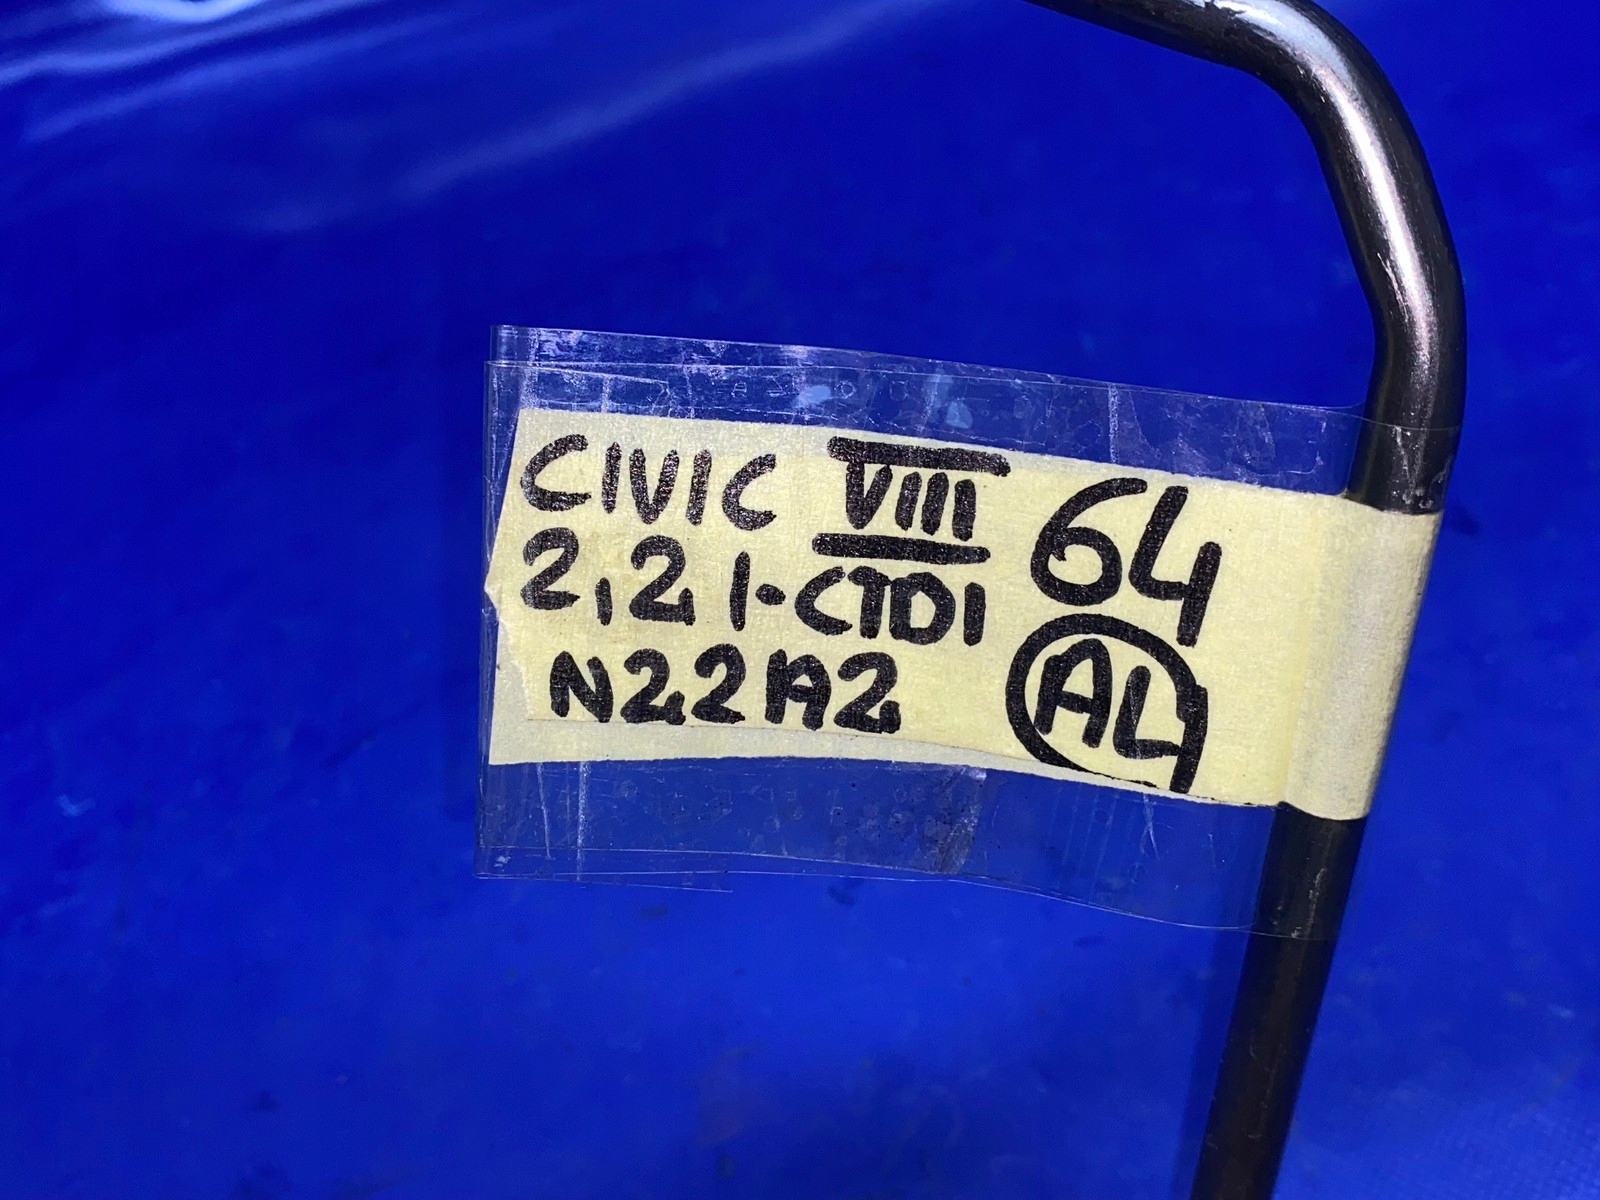 CIVIC VIII 64
2,2 I-CTDI
N22A2 AL